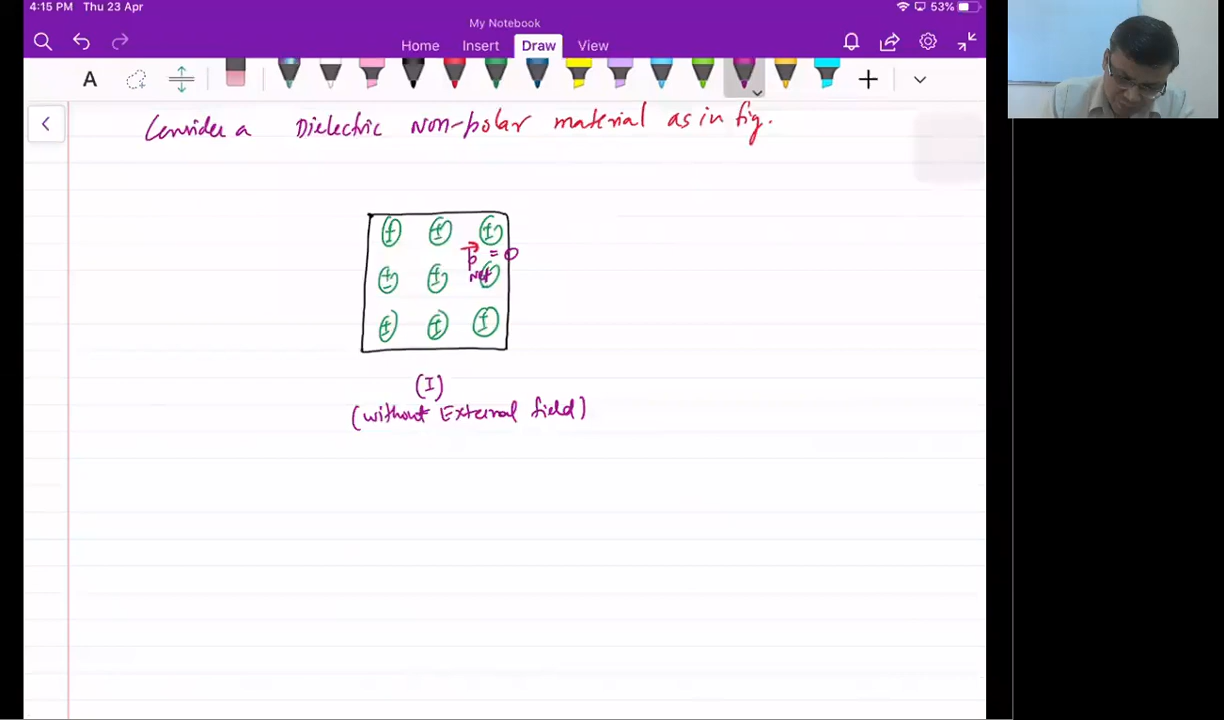 4:15 PM Thu 23 Apr
53%
My Notebook
Home Insert Draw View
A
Consider a Dielectric non-polar material as in fig.
± ± ±
P = 0
Net
± ±
± ± ±
(I)
(without External field)